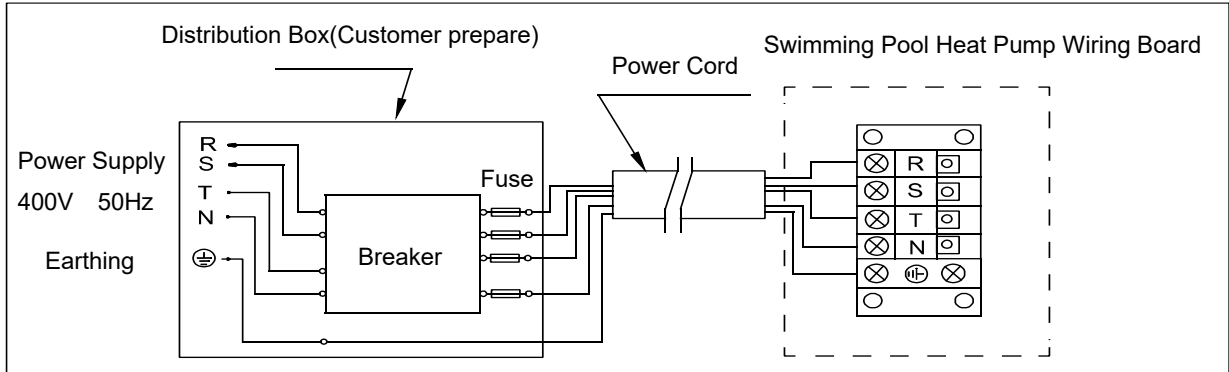 Distribution Box(Customer prepare)
Swimming Pool Heat Pump Wiring Board
Power Cord
Power Supply
400V 50Hz
Earthing
R
S
T
N
Fuse
Breaker
R
S
T
N